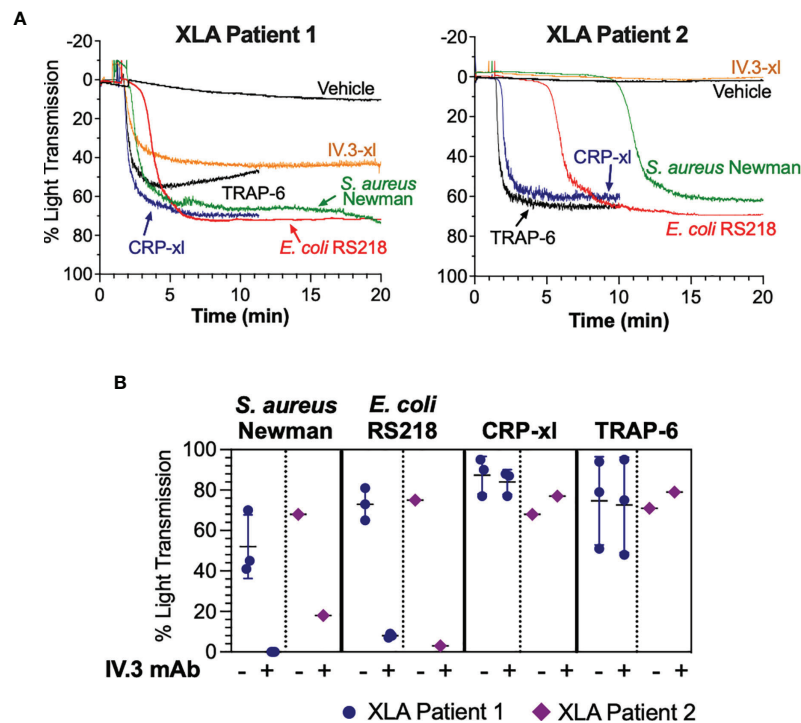 A
XLA Patient 1
XLA Patient 2
-20
0
20
40
60
80
100
% Light Transmission
Vehicle
IV.3-xl
TRAP-6
S. aureus
Newman
CRP-xl
E. coli RS218
0
5
10
15
20
Time (min)
-20
0
20
40
60
80
100
IV.3-xl
Vehicle
CRP-xl
S. aureus Newman
TRAP-6
E. coli RS218
0
5
10
15
20
Time (min)
B
S. aureus
Newman
E. coli
RS218
CRP-xl
TRAP-6
100
80
60
40
20
0
% Light Transmission
IV.3 mAb - + - + - + - + - + - + - + - +
XLA Patient 1
XLA Patient 2